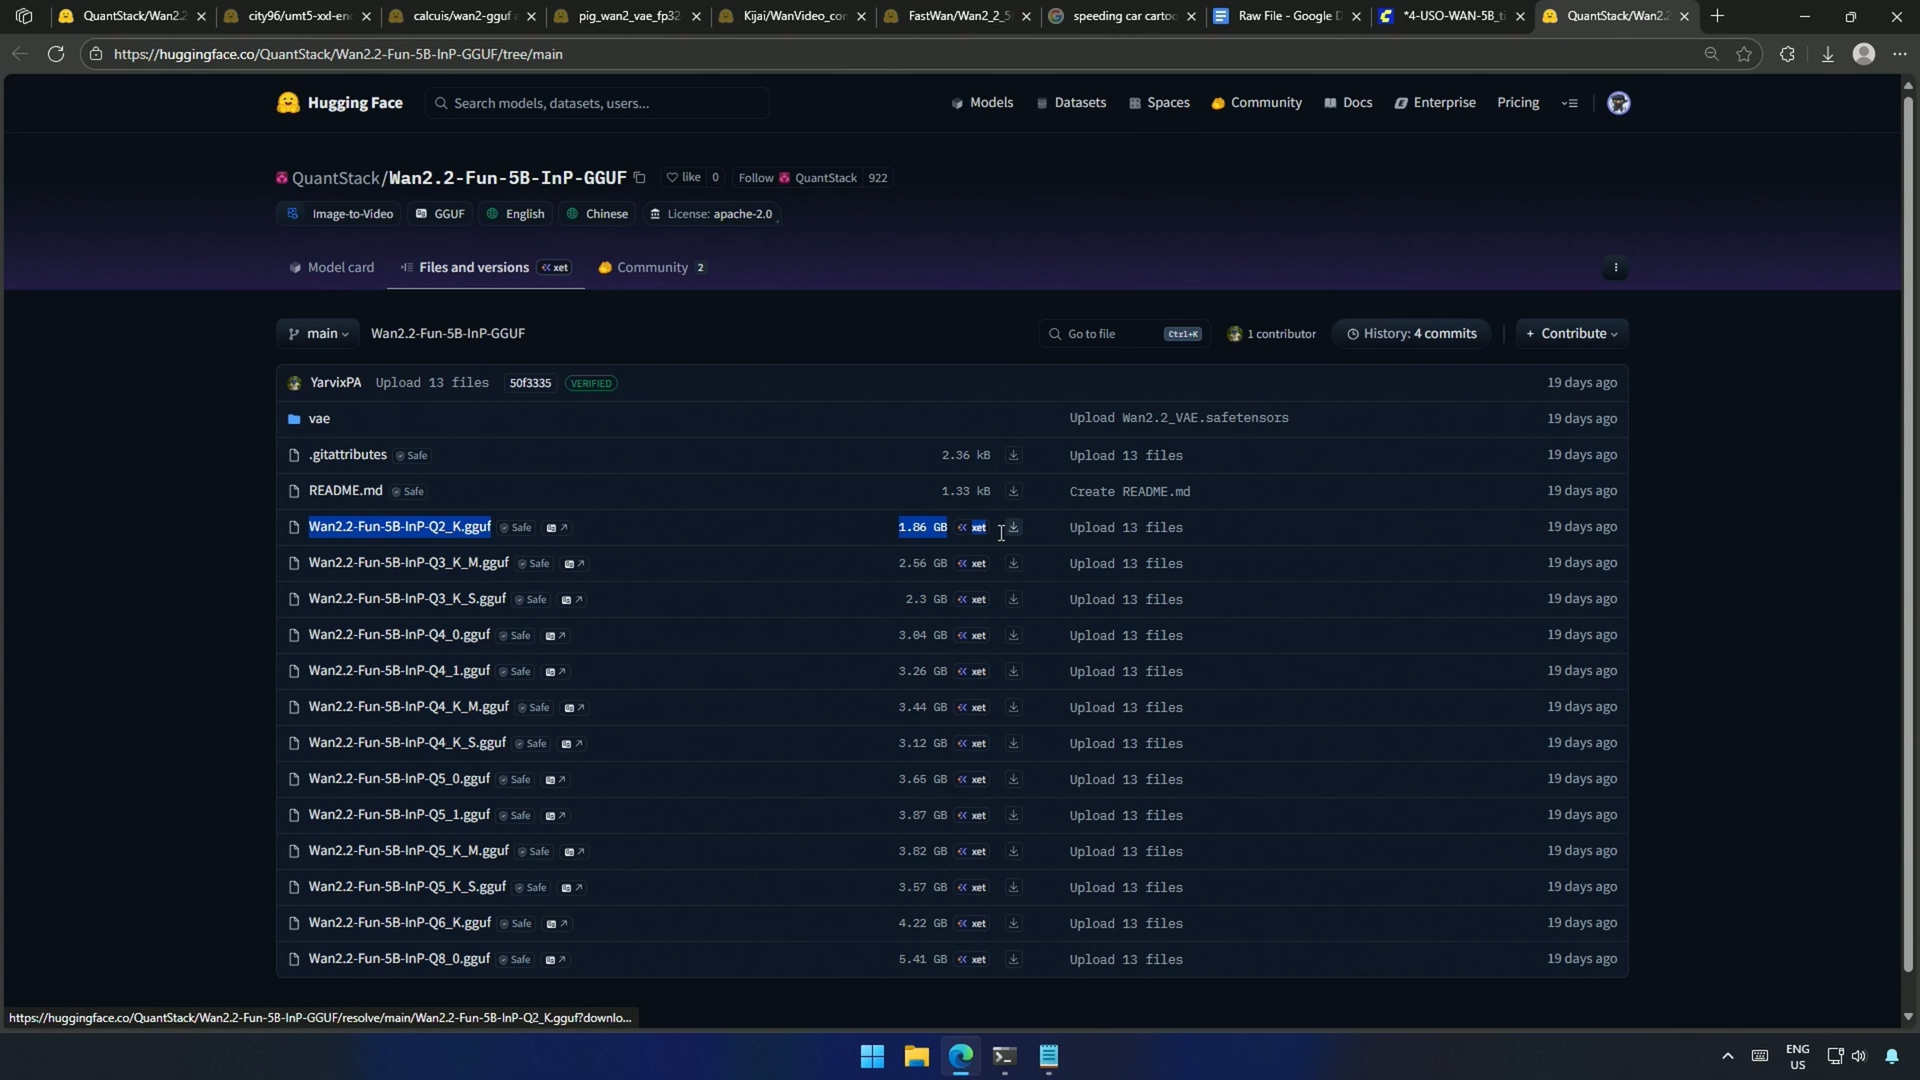 QuantStack/Wan2.2
city96/umt5-xxl-en
calcuis/wan2-gguf a
pig_wan2_vae_fp32
Kijai/WanVideo_co
FastWan/Wan2_2_5
speeding car cartoo
Raw File - Google D
*4-USO-WAN-5B_ti
QuantStack/Wan2.2
https://huggingface.co/QuantStack/Wan2.2-Fun-5B-InP-GGUF/tree/main
Hugging Face
Search models, datasets, users...
Models
Datasets
Spaces
Community
Docs
Enterprise
Pricing
QuantStack/Wan2.2-Fun-5B-InP-GGUF
like 0
Follow QuantStack 922
Image-to-Video
GGUF
English
Chinese
License: apache-2.0
Model card
Files and versions xet
Community 2
main
Wan2.2-Fun-5B-InP-GGUF
Go to file Ctrl+K
1 contributor
History: 4 commits
+ Contribute
YarvixPA Upload 13 files 50f3335 VERIFIED 19 days ago
vae Upload Wan2.2_VAE.safetensors 19 days ago
.gitattributes Safe 2.36 kB Upload 13 files 19 days ago
README.md Safe 1.33 kB Create README.md 19 days ago
Wan2.2-Fun-5B-InP-Q2_K.gguf Safe 1.86 GB xet Upload 13 files 19 days ago
Wan2.2-Fun-5B-InP-Q3_K_M.gguf Safe 2.56 GB xet Upload 13 files 19 days ago
Wan2.2-Fun-5B-InP-Q3_K_S.gguf Safe 2.3 GB xet Upload 13 files 19 days ago
Wan2.2-Fun-5B-InP-Q4_0.gguf Safe 3.04 GB xet Upload 13 files 19 days ago
Wan2.2-Fun-5B-InP-Q4_1.gguf Safe 3.26 GB xet Upload 13 files 19 days ago
Wan2.2-Fun-5B-InP-Q4_K_M.gguf Safe 3.44 GB xet Upload 13 files 19 days ago
Wan2.2-Fun-5B-InP-Q4_K_S.gguf Safe 3.12 GB xet Upload 13 files 19 days ago
Wan2.2-Fun-5B-InP-Q5_0.gguf Safe 3.65 GB xet Upload 13 files 19 days ago
Wan2.2-Fun-5B-InP-Q5_1.gguf Safe 3.87 GB xet Upload 13 files 19 days ago
Wan2.2-Fun-5B-InP-Q5_K_M.gguf Safe 3.82 GB xet Upload 13 files 19 days ago
Wan2.2-Fun-5B-InP-Q5_K_S.gguf Safe 3.57 GB xet Upload 13 files 19 days ago
Wan2.2-Fun-5B-InP-Q6_K.gguf Safe 4.22 GB xet Upload 13 files 19 days ago
Wan2.2-Fun-5B-InP-Q8_0.gguf Safe 5.41 GB xet Upload 13 files 19 days ago
https://huggingface.co/QuantStack/Wan2.2-Fun-5B-InP-GGUF/resolve/main/Wan2.2-Fun-5B-InP-Q2_K.gguf?downlo...
ENG
US